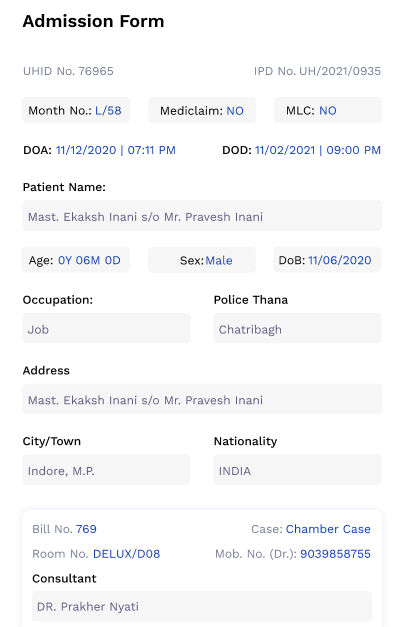 Admission Form
UHID No. 76965 IPD No. UH/2021/0935
Month No.: L/58 Mediclaim: NO MLC: NO
DOA: 11/12/2020 | 07:11 PM DOD: 11/02/2021 | 09:00 PM
Patient Name:
Mast. Ekaksh Inani s/o Mr. Pravesh Inani
Age: 0Y 06M 0D Sex:Male DoB: 11/06/2020
Occupation: Police Thana
Job Chatribagh
Address
Mast. Ekaksh Inani s/o Mr. Pravesh Inani
City/Town Nationality
Indore, M.P. INDIA
Bill No. 769 Case: Chamber Case
Room No. DELUX/D08 Mob. No. (Dr.): 9039858755
Consultant
DR. Prakher Nyati